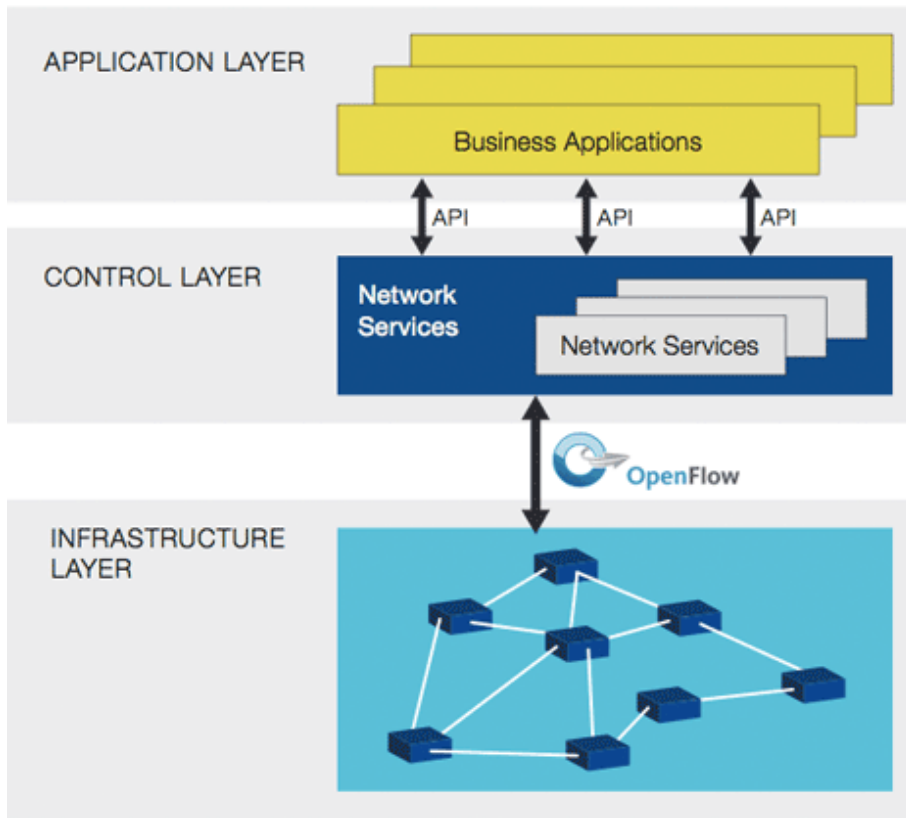 APPLICATION LAYER
Business Applications
API
API
API
CONTROL LAYER
Network
Services
Network Services
OpenFlow
INFRASTRUCTURE
LAYER